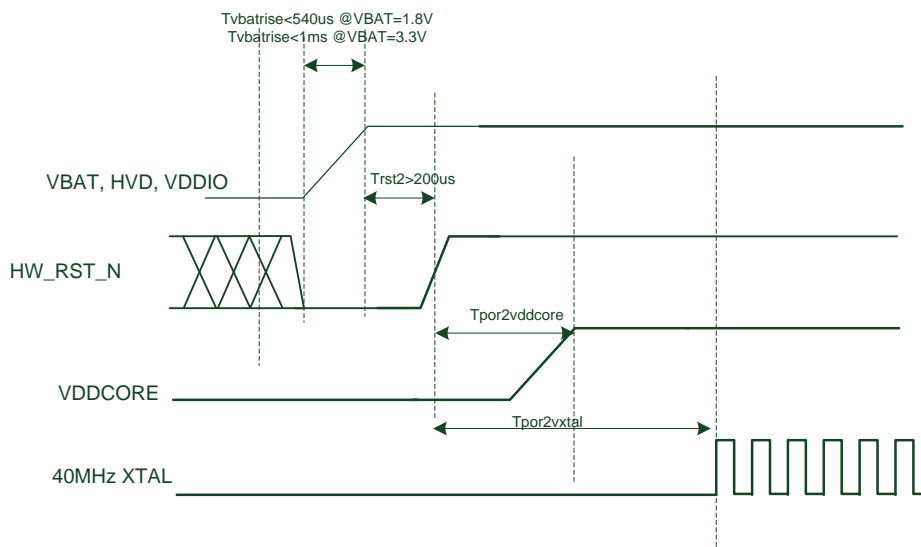 Tvbatrise<540us @VBAT=1.8V
Tvbatrise<1ms @VBAT=3.3V
VBAT, HVD, VDDIO
Trst2>200us
HW_RST_N
Tpor2vddcore
VDDCORE
Tpor2vxtal
40MHz XTAL